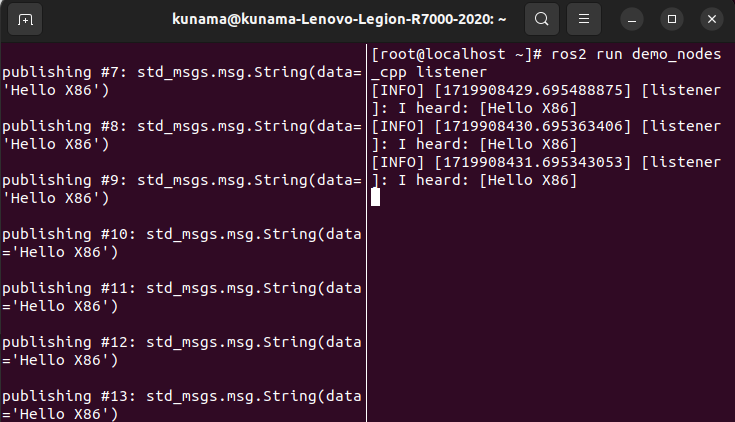 kunama@kunama-Lenovo-Legion-R7000-2020: ~
publishing #7: std_msgs.msg.String(data=
'Hello X86')
publishing #8: std_msgs.msg.String(data=
'Hello X86')
publishing #9: std_msgs.msg.String(data=
'Hello X86')
publishing #10: std_msgs.msg.String(data
='Hello X86')
publishing #11: std_msgs.msg.String(data
='Hello X86')
publishing #12: std_msgs.msg.String(data
='Hello X86')
publishing #13: std_msgs.msg.String(data
='Hello X86')
[root@localhost ~]# ros2 run demo_nodes
_cpp listener
[INFO] [1719908429.695488875] [listener
]: I heard: [Hello X86]
[INFO] [1719908430.695363406] [listener
]: I heard: [Hello X86]
[INFO] [1719908431.695343053] [listener
]: I heard: [Hello X86]